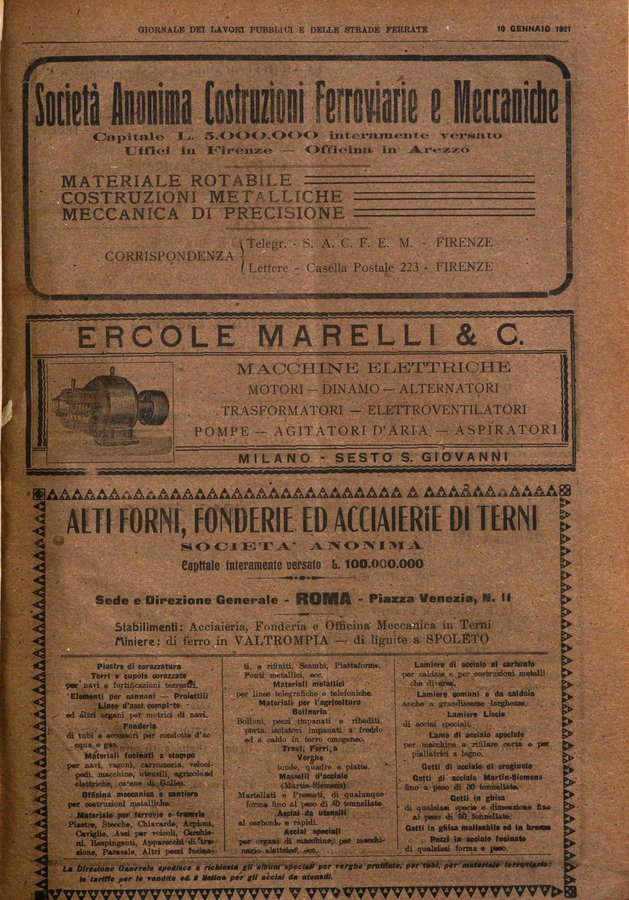 GIORNALE DEI LAVORI PUBBLICI E DELLE STRADE FERRATE 10 GENNAIO 1921
Società Anonima Costruzioni Ferroviarie e Meccaniche
Capitale L. 5.000.000 interamente versato
Uffici in Firenze — Officina in Arezzo
MATERIALE ROTABILE
COSTRUZIONI METALLICHE
MECCANICA DI PRECISIONE
CORRISPONDENZA
Telegr. - S. A. C. F. E. M. - FIRENZE
Lettere - Casella Postale 223 - FIRENZE
ERCOLE MARELLI & C.
MACCHINE ELETTRICHE
MOTORI — DINAMO — ALTERNATORI
TRASFORMATORI — ELETTROVENTILATORI
POMPE — AGITATORI D'ARIA — ASPIRATORI
MILANO - SESTO S. GIOVANNI
ALTI FORNI, FONDERIE ED ACCIAIERIE DI TERNI
SOCIETA' ANONIMA
Capitale interamente versato L. 100.000.000
Sede e Direzione Generale - ROMA - Piazza Venezia, N. 11
Stabilimenti: Acciaieria, Fonderia e Officina Meccanica in Terni
Miniere: di ferro in VALTROMPIA — di lignite a SPOLETO
Piastre di corazzatura
Torri e cupole corazzate
per navi e fortificazioni terrestri.
Elementi per cannoni — Proiettili
Linee d'assi complete
ed altri organi per motrici di navi.
Fonderia
di tubi e accessori per condotte d'acqua e gas.
Materiali fucinati a stampo
per navi, vagoni, carrozzeria, velocipedi, macchine, utensili, agricole ed
elettriche, catene di Galles.
Officina meccanica e cantiere
per costruzioni metalliche.
Materiale per ferrovie e tramvie
Piastre, Stecche, Chiavarde, Arpioni,
Caviglie, Assi per veicoli, Cerchioni, Respingenti, Apparecchi di trazione, Parasale, Altri pezzi fucinati
ti, e rifiniti, Scambi, Piattaforme,
Ponti metallici, ecc.
Materiali metallici
per linee telegrafiche e telefoniche.
Materiali per l'agricoltura
Bolloneria
Bolloni, pezzi impanati e ribaditi,
porta isolatori impanati a freddo
ed a caldo in ferro omogeneo.
Travi, Ferri a
Verghe
tonde, quadre e piatte.
Masselli d'acciaio
(Martin-Siemens)
Martellati e Pressati, di qualunque
forma fino al peso di 40 tonnellate.
Acciai da utensili
al carbonio e rapidi.
Acciai speciali
per organi di macchine, per macchinario elettrico, ecc.
Lamiere di acciaio al carbonio
per caldaie e per costruzioni metalliche diverse.
Lamiere comuni e da caldaia
anche a grandissime larghezze.
Lamiere Liscie
di acciai speciali.
Lame di acciaio speciale
per macchine a rifilare carta e per
piallatrici a legno.
Getti di acciaio di crogiuolo
Getti di acciaio Martin-Siemens
fino a peso di 80 tonnellate.
Getti in ghisa
di qualsiasi specie e dimensione fino
al peso di 80 tonnellate.
Getti in ghisa malleabile ed in bronzo
Pezzi in acciaio fucinato
di qualsiasi forma e peso.
La Direzione Generale spedisce a richiesta gli album speciali per verghe profilate, per tubi, per materiale ferroviario;
le tariffe per le vendite ed il listino per gli acciai da utensili.